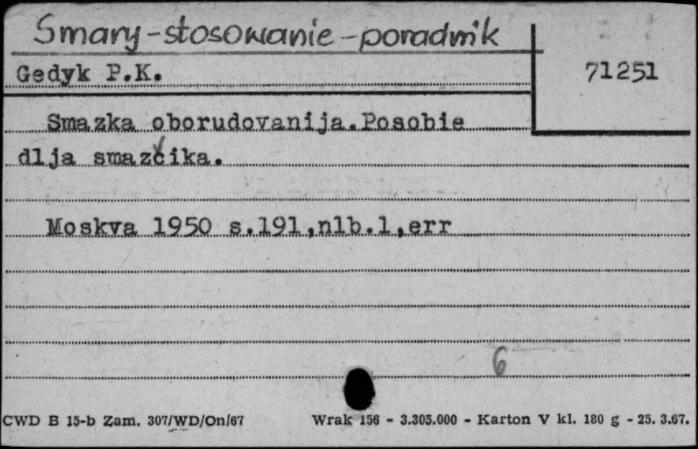 Smary-stosowanie-poradnik
Gedyk P.K.
71251
Smazka oborudovanija.Posobie
dlja smazčika.
Moskva 1950 s.191,nlb.1,err
6
CWD B 15-b Zam. 307/WD/On/67 Wrak 156 - 3.305.000 - Karton V kl. 180 g - 25. 3.67.